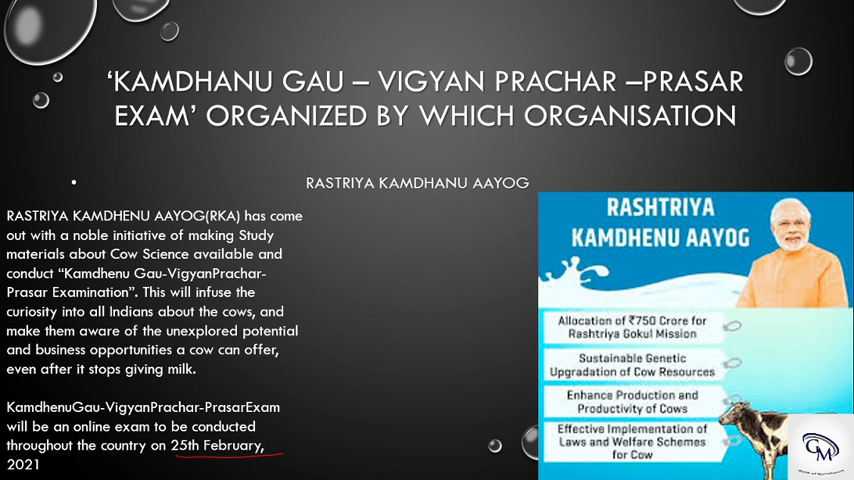 ‘KAMDHANU GAU – VIGYAN PRACHAR –PRASAR
EXAM’ ORGANIZED BY WHICH ORGANISATION
• RASTRIYA KAMDHANU AAYOG
RASTRIYA KAMDHENU AAYOG(RKA) has come
out with a noble initiative of making Study
materials about Cow Science available and
conduct “Kamdhenu Gau-VigyanPrachar-
Prasar Examination”. This will infuse the
curiosity into all Indians about the cows, and
make them aware of the unexplored potential
and business opportunities a cow can offer,
even after it stops giving milk.
KamdhenuGau-VigyanPrachar-PrasarExam
will be an online exam to be conducted
throughout the country on 25th February,
2021
RASHTRIYA
KAMDHENU AAYOG
Allocation of ₹750 Crore for
Rashtriya Gokul Mission
Sustainable Genetic
Upgradation of Cow Resources
Enhance Production and
Productivity of Cows
Effective Implementation of
Laws and Welfare Schemes
for Cow
GM